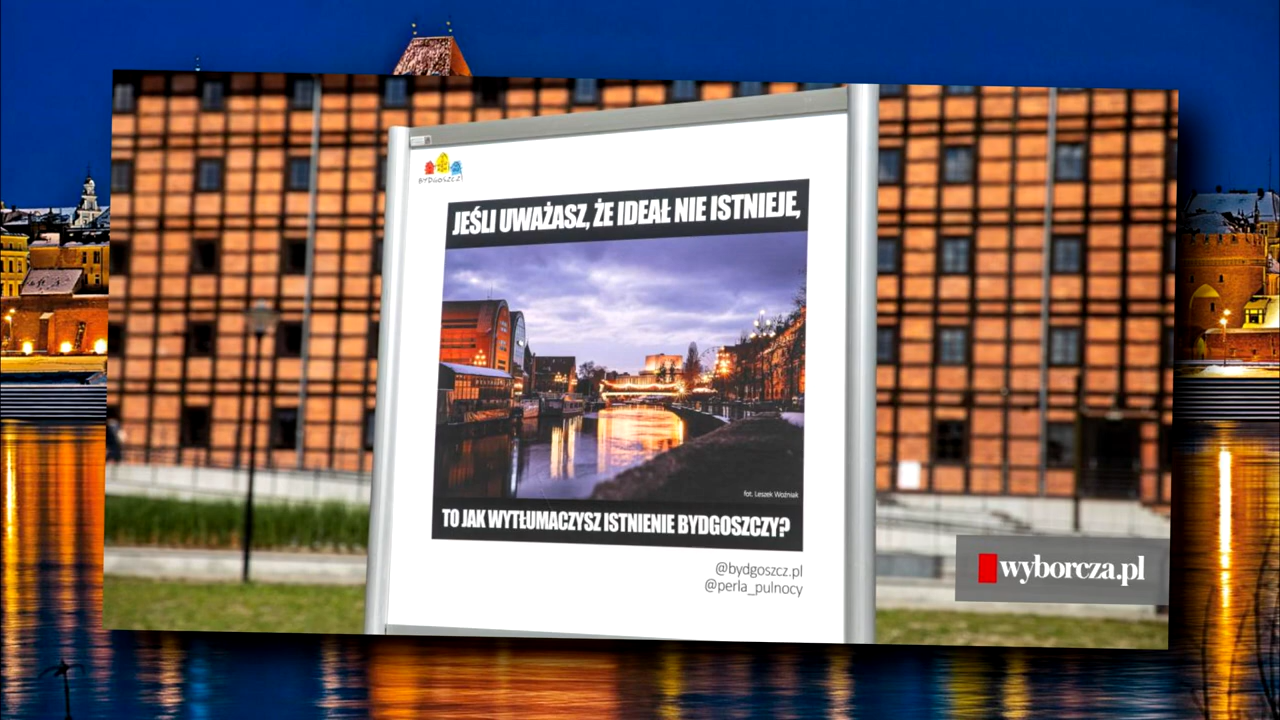 BYDGOSZCZ
JEŚLI UWAŻASZ, ŻE IDEAŁ NIE ISTNIEJE,
fot. Leszek Woźniak
TO JAK WYTŁUMACZYSZ ISTNIENIE BYDGOSZCZY?
@bydgoszcz.pl
@perla_pulnocy
wyborcza.pl